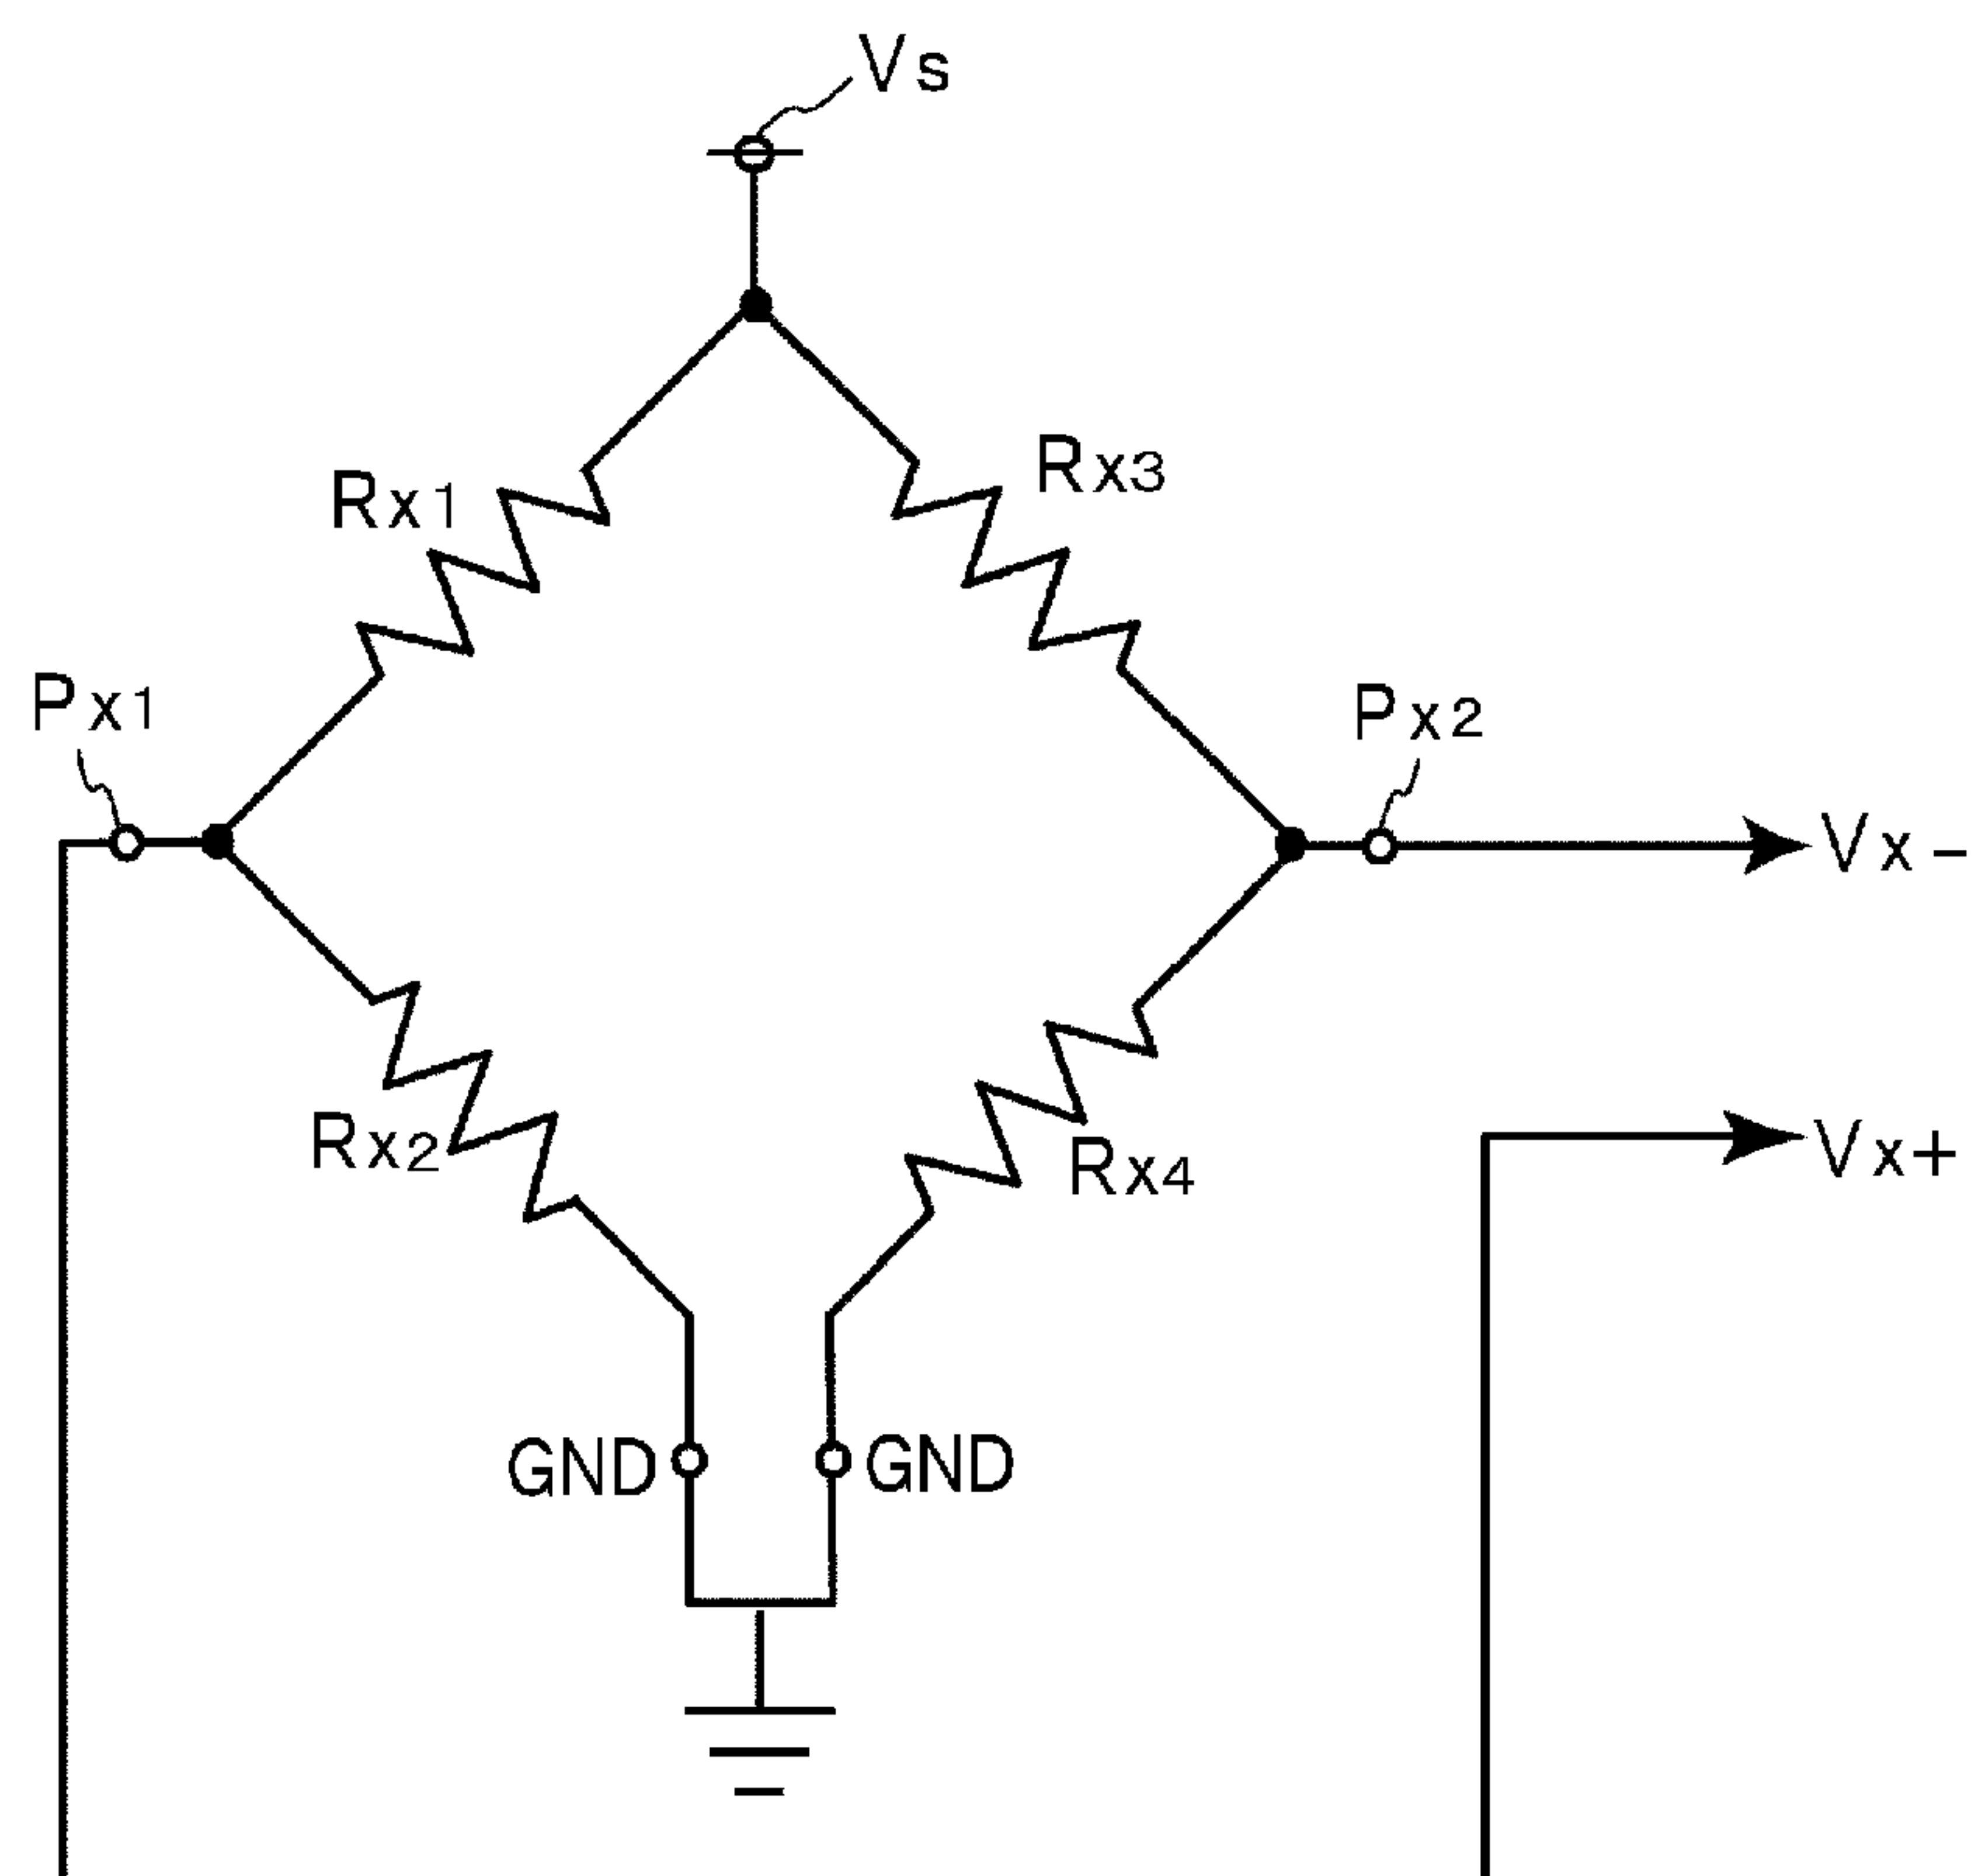 Vs
Rx1
Rx3
Px1
Px2
Vx-
Rx2
Rx4
Vx+
GND
GND